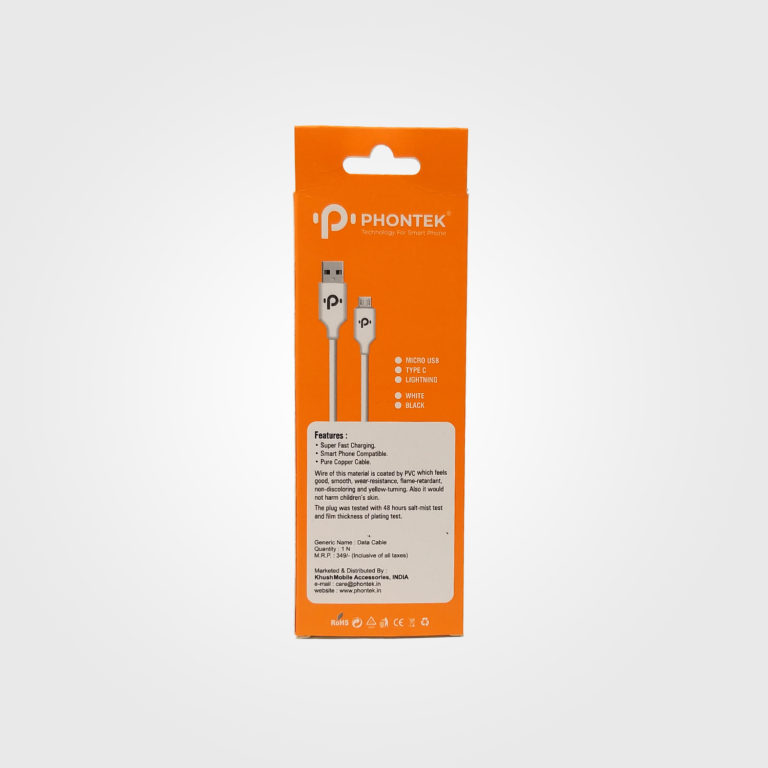 PHONTEK®
Technology For Smart Phone
MICRO USB
TYPE C
LIGHTNING
WHITE
BLACK
Features :
• Super Fast Charging.
• Smart Phone Compatible.
• Pure Copper Cable.
Wire of this material is coated by PVC which feels
good, smooth, wear-resistance, flame-retardant,
non-discoloring and yellow-turning. Also it would
not harm children's skin.
The plug was tested with 48 hours salt-mist test
and film thickness of plating test.
Generic Name : Data Cable
Quantity : 1 N
M.R.P. : 349/- (Inclusive of all taxes)
Marketed & Distributed By :
KhushMobile Accessories, INDIA
e-mail : care@phontek.in
website : www.phontek.in
RoHS CE